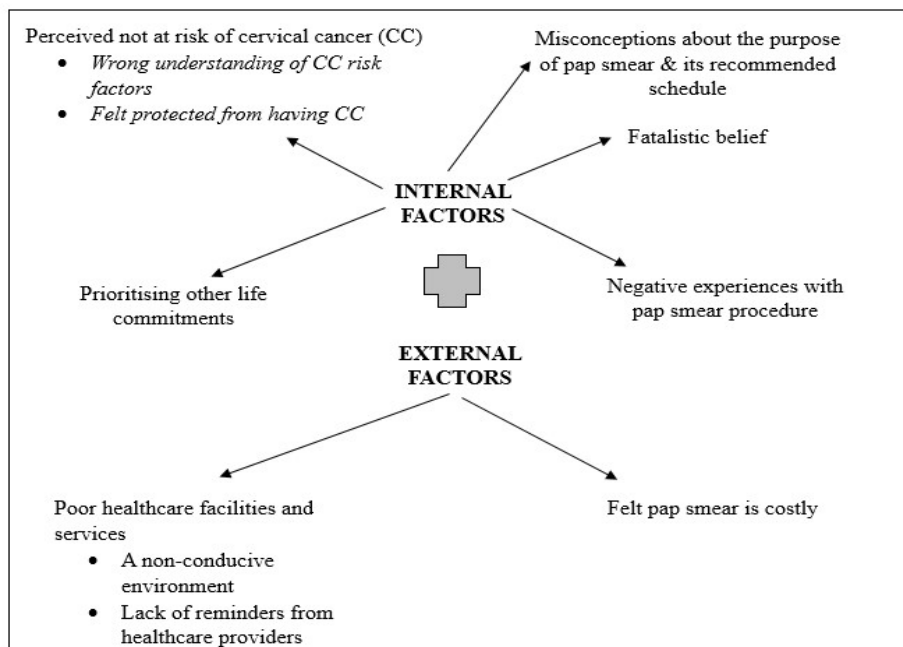 Perceived not at risk of cervical cancer (CC)
• Wrong understanding of CC risk
factors
• Felt protected from having CC
Misconceptions about the purpose
of pap smear & its recommended
schedule
Fatalistic belief
INTERNAL
FACTORS
Prioritising other life
commitments
Negative experiences with
pap smear procedure
EXTERNAL
FACTORS
Poor healthcare facilities and
services
• A non-conducive
environment
• Lack of reminders from
healthcare providers
Felt pap smear is costly